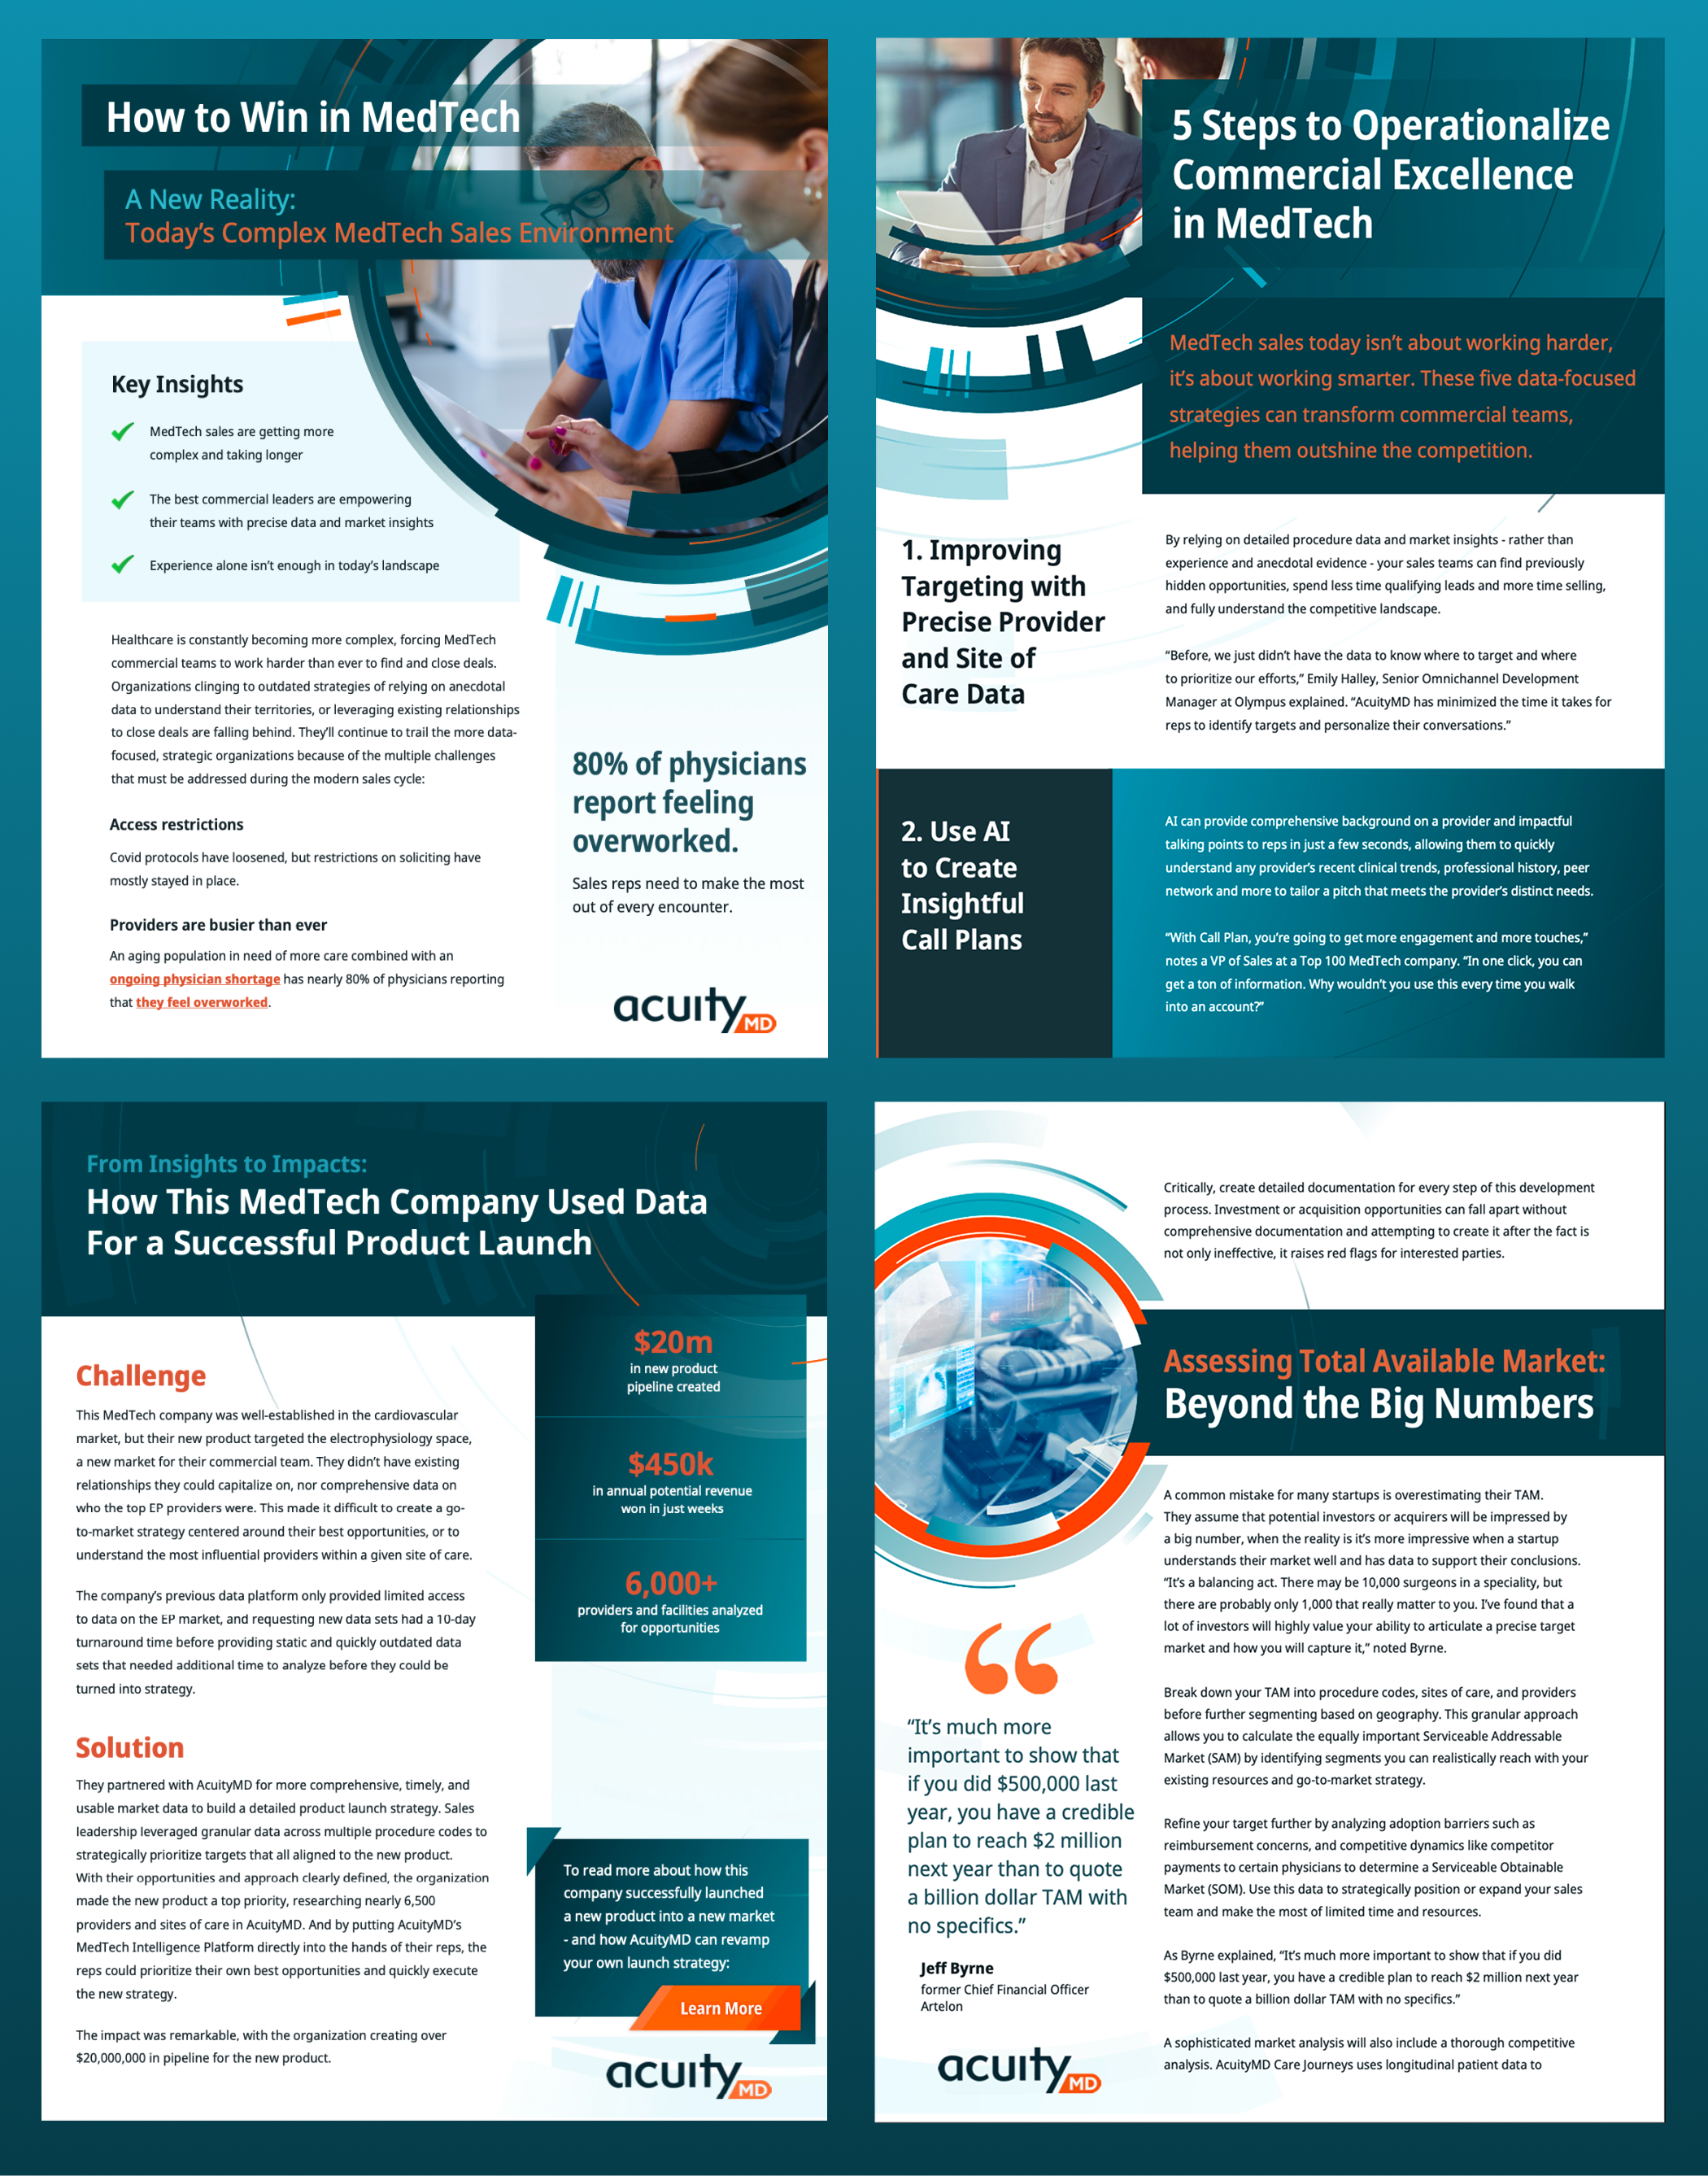 How to Win in MedTech
A New Reality:
Today's Complex MedTech Sales Environment
Key Insights
MedTech sales are getting more
complex and taking longer
The best commercial leaders are empowering
their teams with precise data and market insights
Experience alone isn't enough in today's landscape
Healthcare is constantly becoming more complex, forcing MedTech
commercial teams to work harder than ever to find and close deals.
Organizations clinging to outdated strategies of relying on anecdotal
data to understand their territories, or leveraging existing relationships
to close deals are falling behind. They'll continue to trail the more data-
focused, strategic organizations because of the multiple challenges
that must be addressed during the modern sales cycle:
Access restrictions
Covid protocols have loosened, but restrictions on soliciting have
mostly stayed in place.
Providers are busier than ever
An aging population in need of more care combined with an
ongoing physician shortage has nearly 80% of physicians reporting
that they feel overworked.
80% of physicians
report feeling
overworked.
Sales reps need to make the most
out of every encounter.
acuity MD
5 Steps to Operationalize
Commercial Excellence
in MedTech
MedTech sales today isn't about working harder,
it's about working smarter. These five data-focused
strategies can transform commercial teams,
helping them outshine the competition.
1. Improving
Targeting with
Precise Provider
and Site of
Care Data
By relying on detailed procedure data and market insights - rather than
experience and anecdotal evidence - your sales teams can find previously
hidden opportunities, spend less time qualifying leads and more time selling,
and fully understand the competitive landscape.
“Before, we just didn't have the data to know where to target and where
to prioritize our efforts,” Emily Halley, Senior Omnichannel Development
Manager at Olympus explained. “AcuityMD has minimized the time it takes for
reps to identify targets and personalize their conversations.”
2. Use AI
to Create
Insightful
Call Plans
AI can provide comprehensive background on a provider and impactful
talking points to reps in just a few seconds, allowing them to quickly
understand any provider's recent clinical trends, professional history, peer
network and more to tailor a pitch that meets the provider's distinct needs.
“With Call Plan, you're going to get more engagement and more touches,”
notes a VP of Sales at a Top 100 MedTech company. “In one click, you can
get a ton of information. Why wouldn't you use this every time you walk
into an account?”
From Insights to Impacts:
How This MedTech Company Used Data
For a Successful Product Launch
Challenge
This MedTech company was well-established in the cardiovascular
market, but their new product targeted the electrophysiology space,
a new market for their commercial team. They didn't have existing
relationships they could capitalize on, nor comprehensive data on
who the top EP providers were. This made it difficult to create a go-
to-market strategy centered around their best opportunities, or to
understand the most influential providers within a given site of care.
The company's previous data platform only provided limited access
to data on the EP market, and requesting new data sets had a 10-day
turnaround time before providing static and quickly outdated data
sets that needed additional time to analyze before they could be
turned into strategy.
Solution
They partnered with AcuityMD for more comprehensive, timely, and
usable market data to build a detailed product launch strategy. Sales
leadership leveraged granular data across multiple procedure codes to
strategically prioritize targets that all aligned to the new product.
With their opportunities and approach clearly defined, the organization
made the new product a top priority, researching nearly 6,500
providers and sites of care in AcuityMD. And by putting AcuityMD's
MedTech Intelligence Platform directly into the hands of their reps, the
reps could prioritize their own best opportunities and quickly execute
the new strategy.
The impact was remarkable, with the organization creating over
$20,000,000 in pipeline for the new product.
$20m
in new product
pipeline created
$450k
in annual potential revenue
won in just weeks
6,000+
providers and facilities analyzed
for opportunities
To read more about how this
company successfully launched
a new product into a new market
- and how AcuityMD can revamp
your own launch strategy:
Learn More
acuity MD
Critically, create detailed documentation for every step of this development
process. Investment or acquisition opportunities can fall apart without
comprehensive documentation and attempting to create it after the fact is
not only ineffective, it raises red flags for interested parties.
Assessing Total Available Market:
Beyond the Big Numbers
A common mistake for many startups is overestimating their TAM.
They assume that potential investors or acquirers will be impressed by
a big number, when the reality is it's more impressive when a startup
understands their market well and has data to support their conclusions.
“It's a balancing act. There may be 10,000 surgeons in a speciality, but
there are probably only 1,000 that really matter to you. I've found that a
lot of investors will highly value your ability to articulate a precise target
market and how you will capture it,” noted Byrne.
Break down your TAM into procedure codes, sites of care, and providers
before further segmenting based on geography. This granular approach
allows you to calculate the equally important Serviceable Addressable
Market (SAM) by identifying segments you can realistically reach with your
existing resources and go-to-market strategy.
Refine your target further by analyzing adoption barriers such as
reimbursement concerns, and competitive dynamics like competitor
payments to certain physicians to determine a Serviceable Obtainable
Market (SOM). Use this data to strategically position or expand your sales
team and make the most of limited time and resources.
As Byrne explained, “It's much more important to show that if you did
$500,000 last year, you have a credible plan to reach $2 million next year
than to quote a billion dollar TAM with no specifics.”
A sophisticated market analysis will also include a thorough competitive
analysis. AcuityMD Care Journeys uses longitudinal patient data to
“It's much more
important to show that
if you did $500,000 last
year, you have a credible
plan to reach $2 million
next year than to quote
a billion dollar TAM with
no specifics.”
Jeff Byrne
former Chief Financial Officer
Artelon
acuity MD